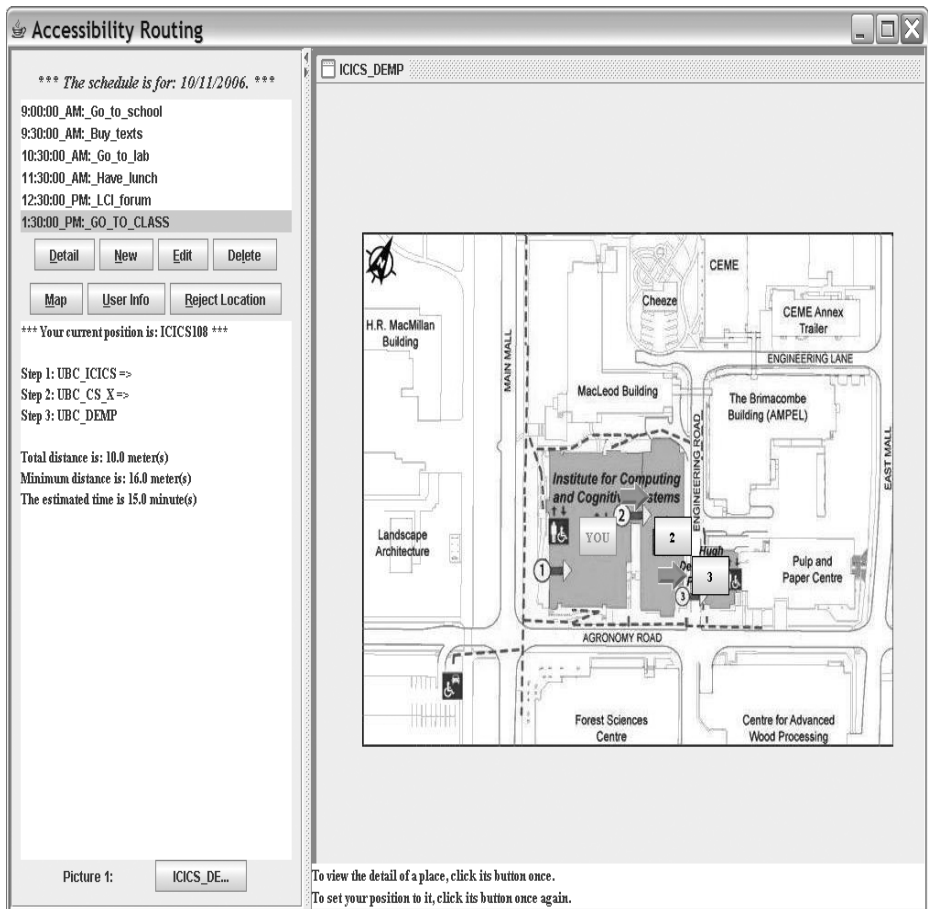 Accessibility Routing
*** The schedule is for: 10/11/2006. ***
9:00:00_AM:_Go_to_school
9:30:00_AM:_Buy_texts
10:30:00_AM:_Go_to_lab
11:30:00_AM:_Have_lunch
12:30:00_PM:_LCI_forum
1:30:00_PM:_GO_TO_CLASS
Detail New Edit Delete
Map User Info Reject Location
*** Your current position is: ICICS108 ***
Step 1: UBC_ICICS =>
Step 2: UBC_CS_X =>
Step 3: UBC_DEMP
Total distance is: 10.0 meter(s)
Minimum distance is: 16.0 meter(s)
The estimated time is 15.0 minute(s)
Picture 1: ICICS_DE...
ICICS_DEMP
CEME
Cheeze
CEME Annex
Trailer
H.R. MacMillan
Building
MAIN MALL
ENGINEERING LANE
MacLeod Building
The Brimacombe
Building (AMPEL)
ENGINEERING ROAD
EAST MALL
Institute for Computing
and Cognitive Systems
2
YOU
2
Hugh
Landscape
Architecture
1
3
3
Pulp and
Paper Centre
AGRONOMY ROAD
Forest Sciences
Centre
Centre for Advanced
Wood Processing
To view the detail of a place, click its button once.
To set your position to it, click its button once again.